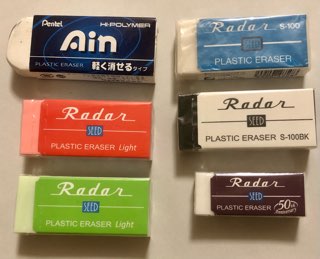 Pentel Hi-POLYMER
Ain
軽く消せるタイプ
PLASTIC ERASER
Radar S-100
SEED
PLASTIC ERASER
Radar
SEED
PLASTIC ERASER Light
Radar
SEED
PLASTIC ERASER S-100BK
Radar
SEED
PLASTIC ERASER Light
Radar
SEED
PLASTIC ERASER 50th
Anniversary